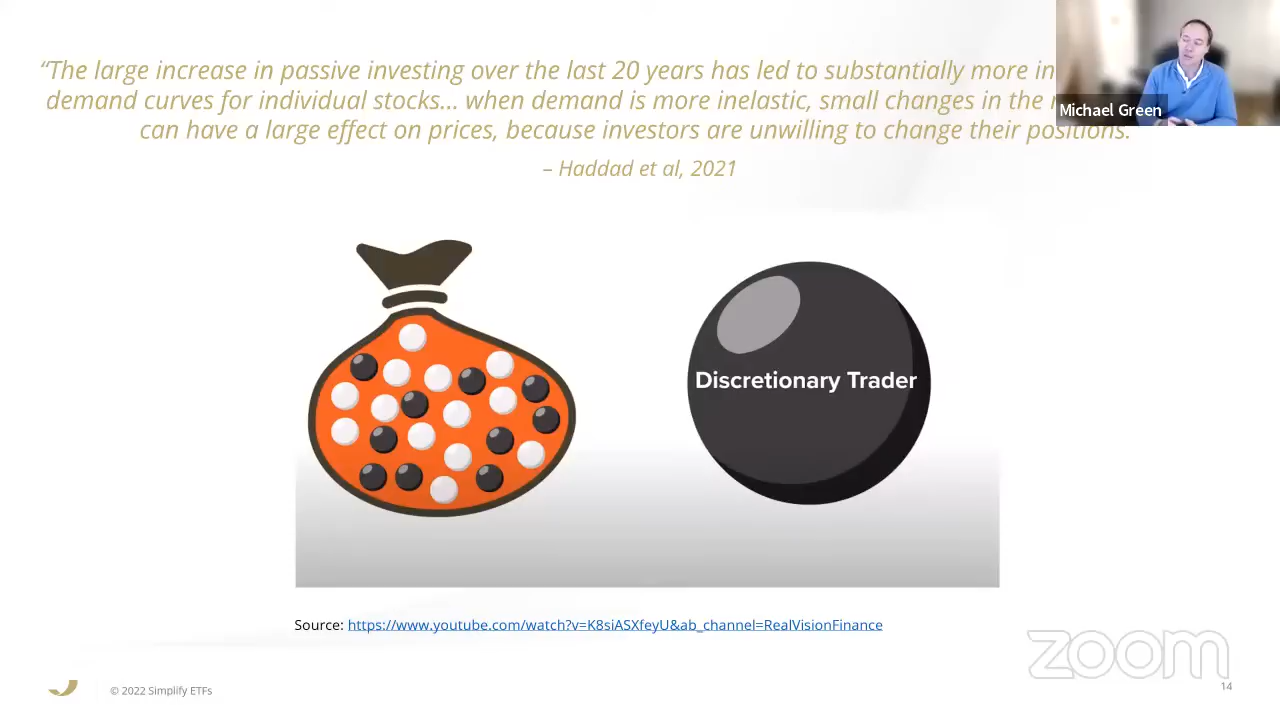 “The large increase in passive investing over the last 20 years has led to substantially more in
demand curves for individual stocks... when demand is more inelastic, small changes in the
can have a large effect on prices, because investors are unwilling to change their positions.”
– Haddad et al, 2021
Michael Green
Discretionary Trader
Source: https://www.youtube.com/watch?v=K8siASXfeyU&ab_channel=RealVisionFinance
zoom
© 2022 Simplify ETFs
14